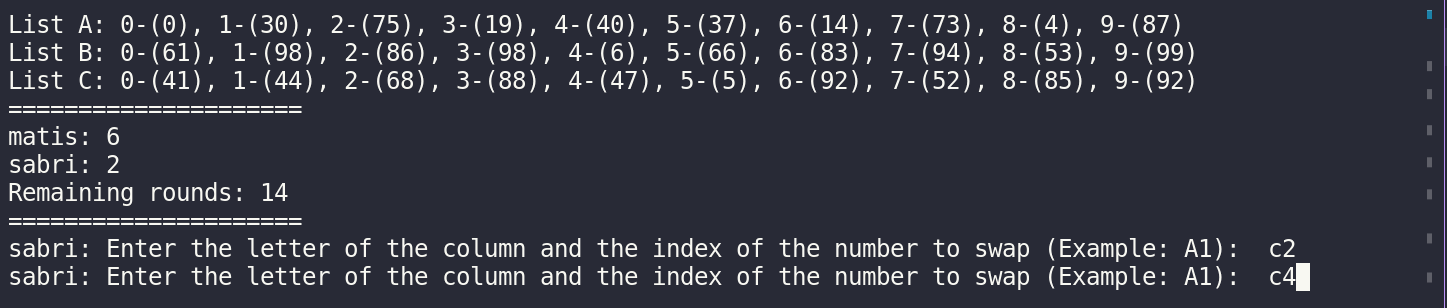 List A: 0-(0), 1-(30), 2-(75), 3-(19), 4-(40), 5-(37), 6-(14), 7-(73), 8-(4), 9-(87)
List B: 0-(61), 1-(98), 2-(86), 3-(98), 4-(6), 5-(66), 6-(83), 7-(94), 8-(53), 9-(99)
List C: 0-(41), 1-(44), 2-(68), 3-(88), 4-(47), 5-(5), 6-(92), 7-(52), 8-(85), 9-(92)
=====================
matis: 6
sabri: 2
Remaining rounds: 14
=====================
sabri: Enter the letter of the column and the index of the number to swap (Example: A1):  c2
sabri: Enter the letter of the column and the index of the number to swap (Example: A1):  c4